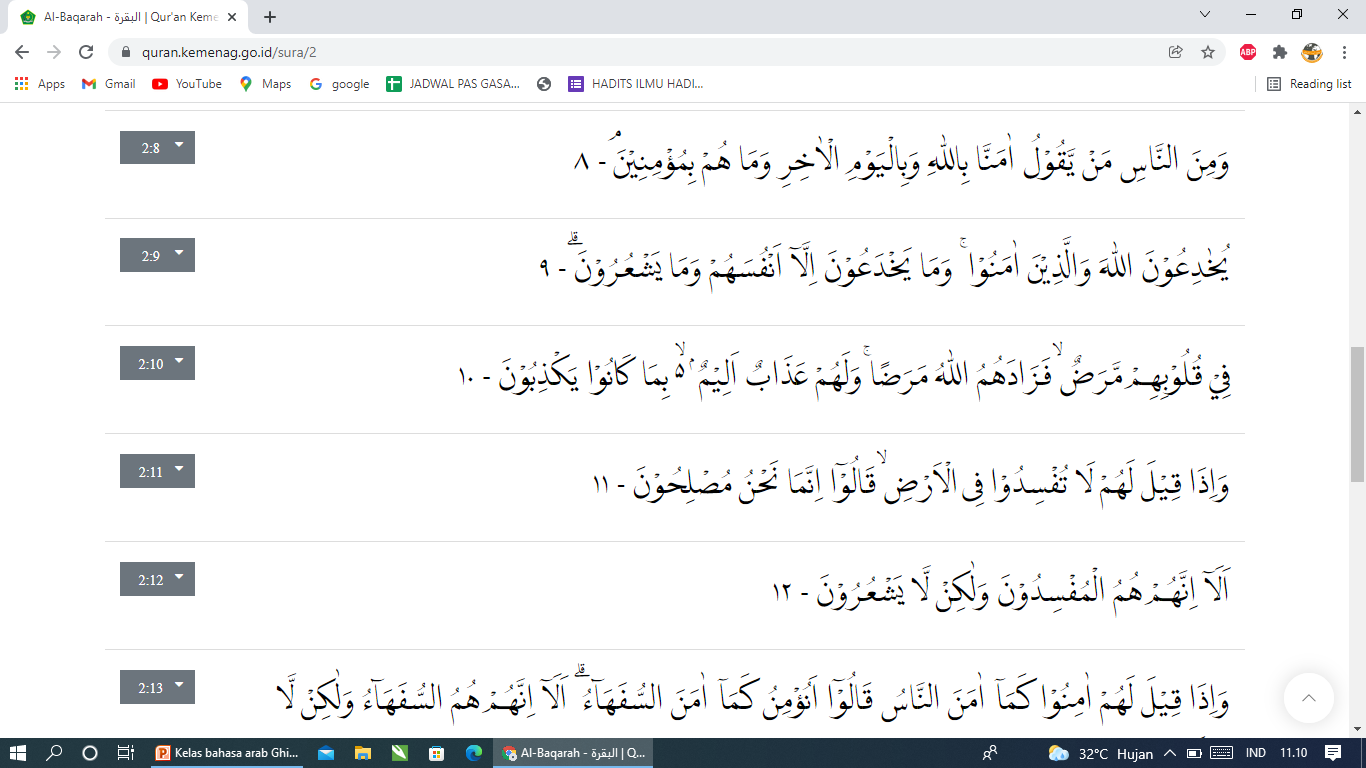 Al-Baqarah - البقرة | Qur'an Keme
quran.kemenag.go.id/sura/2
ABP
Apps Gmail YouTube Maps google JADWAL PAS GASA... HADITS ILMU HADI... Reading list
2:8
وَمِنَ النَّاسِ مَنْ يَّقُوْلُ اٰمَنَّا بِاللّٰهِ وَبِالْيَوْمِ الْاٰخِرِ وَمَا هُمْ بِمُؤْمِنِيْنَۘ - ٨
2:9
يُخٰدِعُوْنَ اللّٰهَ وَالَّذِيْنَ اٰمَنُوْا ۚ وَمَا يَخْدَعُوْنَ اِلَّآ اَنْفُسَهُمْ وَمَا يَشْعُرُوْنَۗ - ٩
2:10
فِيْ قُلُوْبِهِمْ مَّرَضٌۙ فَزَادَهُمُ اللّٰهُ مَرَضًاۚ وَلَهُمْ عَذَابٌ اَلِيْمٌ ۢ ەۙ بِمَا كَانُوْا يَكْذِبُوْنَ - ١٠
2:11
وَاِذَا قِيْلَ لَهُمْ لَا تُفْسِدُوْا فِى الْاَرْضِۙ قَالُوْٓا اِنَّمَا نَحْنُ مُصْلِحُوْنَ - ١١
2:12
اَلَآ اِنَّهُمْ هُمُ الْمُفْسِدُوْنَ وَلٰكِنْ لَّا يَشْعُرُوْنَ - ١٢
2:13
وَاِذَا قِيْلَ لَهُمْ اٰمِنُوْا كَمَآ اٰمَنَ النَّاسُ قَالُوْٓا اَنُؤْمِنُ كَمَآ اٰمَنَ السُّفَهَاۤءُۗ اَلَآ اِنَّهُمْ هُمُ السُّفَهَاۤءُ وَلٰكِنْ لَّا
Kelas bahasa arab Ghi... Al-Baqarah - البقرة | Q... 32°C Hujan IND 11.10